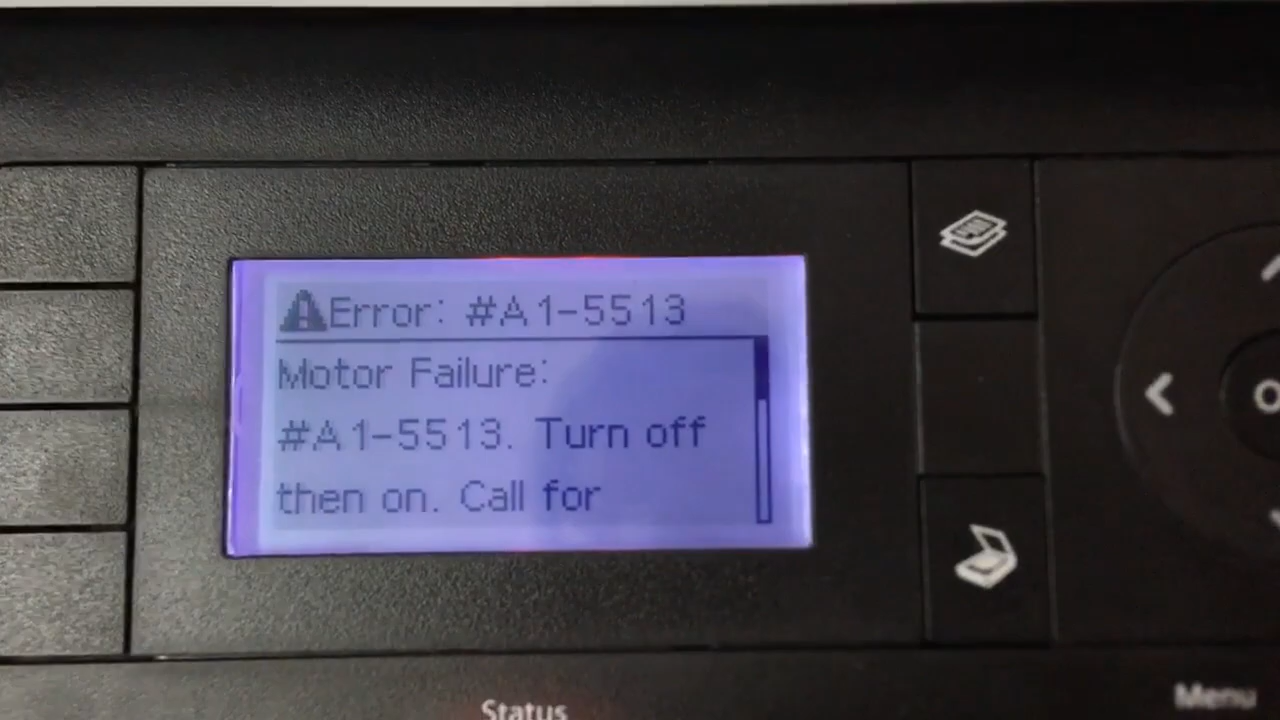 Error: #A1-5513
Motor Failure:
#A1-5513. Turn off
then on. Call for
Status
Menu